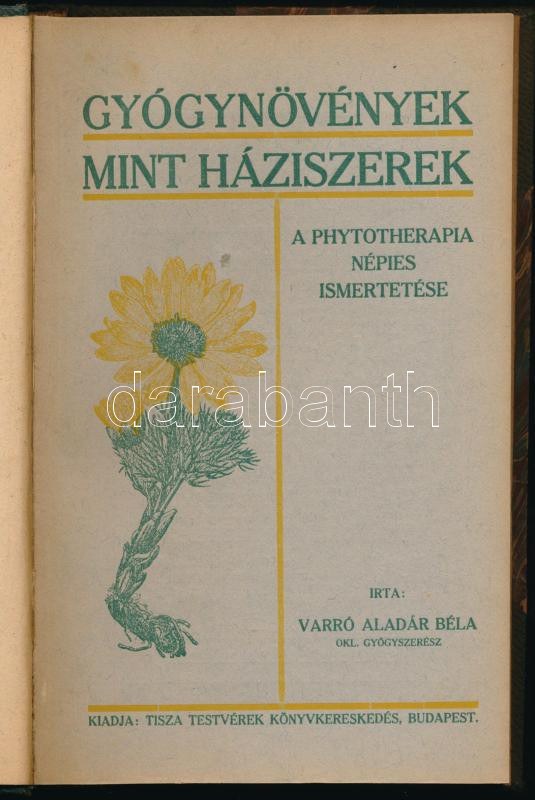 GYÓGYNÖVÉNYEK
MINT HÁZISZEREK
A PHYTOTHERAPIA
NÉPIES
ISMERTETÉSE
darabanth
IRTA:
VARRÓ ALADÁR BÉLA
OKL. GYÓGYSZERÉSZ
KIADJA: TISZA TESTVÉREK KÖNYVKERESKEDÉS, BUDAPEST.